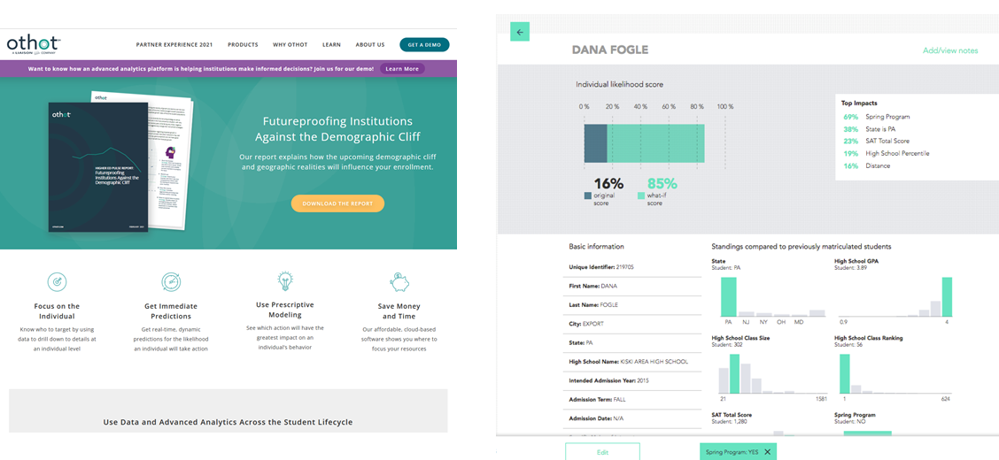 othot
A LIAISON COMPANY
PARTNER EXPERIENCE 2021
PRODUCTS
WHY OTHOT
LEARN
ABOUT US
GET A DEMO
Want to know how an advanced analytics platform is helping institutions make informed decisions? Join us for our demo!
Learn More
othot
othot
HIGHER ED PULSE REPORT:
Futureproofing
Institutions Against the
Demographic Cliff
Futureproofing Institutions
Against the Demographic Cliff
Our report explains how the upcoming demographic cliff
and geographic realities will influence your enrollment.
DOWNLOAD THE REPORT
Focus on the
Individual
Know who to target by using
data to drill down to details at
an individual level
Get Immediate
Predictions
Get real-time, dynamic
predictions for the likelihood
an individual will take action
Use Prescriptive
Modeling
See which action will have the
greatest impact on an
individual's behavior
Save Money
and Time
Our affordable, cloud-based
software shows you where to
focus your resources
Use Data and Advanced Analytics Across the Student Lifecycle
DANA FOGLE
Add/view notes
Individual likelihood score
0 % 20 % 40 % 60 % 80 % 100 %
16%
original
score
85%
what-if
score
Top Impacts
69% Spring Program
38% State is PA
23% SAT Total Score
19% High School Percentile
16% Distance
Basic information
Unique Identifier: 219705
First Name: DANA
Last Name: FOGLE
City: EXPORT
State: PA
High School Name: KISKI AREA HIGH SCHOOL
Intended Admission Year: 2015
Admission Term: FALL
Admission Date: N/A
Standings compared to previously matriculated students
State
Student: PA
PA NJ NY OH MD
High School GPA
Student: 3.89
0.9 4
High School Class Size
Student: 302
21 1581
High School Class Ranking
Student: 56
1 624
SAT Total Score
Student: 1,280
Spring Program
Student: NO
Edit
Spring Program: YES